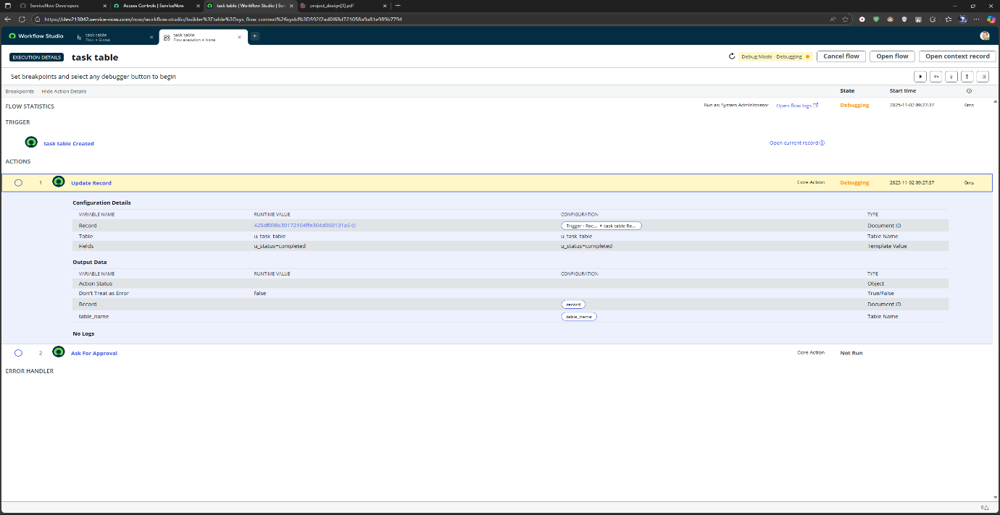 ServiceNow Developers
Access Controls | ServiceNow
task table | Workflow Studio | Ser
project_design[1].pdf
https://dev213042.service-now.com/now/workflow-studio/builder%3Ftable%3Dsys_flow_context%26sysId%3D592f2ad0f68d721058a9a81e989b7794
Workflow Studio
task table
Flow • Global
task table
Flow execution • None
EXECUTION DETAILS
task table
Debug Mode - Debugging
Cancel flow
Open flow
Open context record
Set breakpoints and select any debugger button to begin
Breakpoints Hide Action Details
State Start time
FLOW STATISTICS
Run as: System Administrator Open flow logs Debugging 2025-11-02 09:27:37 0ms
TRIGGER
task table Created Open current record
ACTIONS
1 Update Record Core Action Debugging 2025-11-02 09:27:37 0ms
Configuration Details
VARIABLE NAME RUNTIME VALUE CONFIGURATION TYPE
Record 425df098c30172104ffe304d050131a5 Trigger - Rec... task table Re... Document ID
Table u_task_table u_task_table Table Name
Fields u_status=completed u_status=completed Template Value
Output Data
VARIABLE NAME RUNTIME VALUE CONFIGURATION TYPE
Action Status Object
Don't Treat as Error false True/False
Record record Document ID
table_name table_name Table Name
No Logs
2 Ask For Approval Core Action Not Run
ERROR HANDLER
0